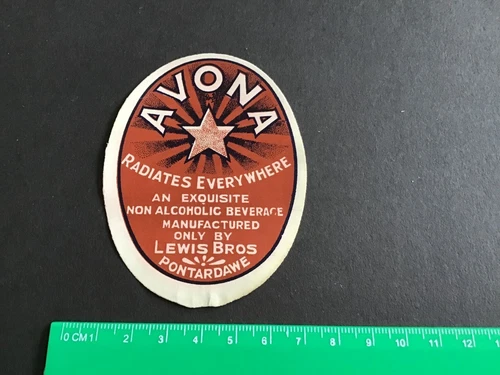 AVONA
RADIATES EVERYWHERE
AN EXQUISITE
NON ALCOHOLIC BEVERAGE
MANUFACTURED
ONLY BY
LEWIS BROS
PONTARDAWE
0 CM 1 2 3 4 5 6 7 8 9 10 11 12